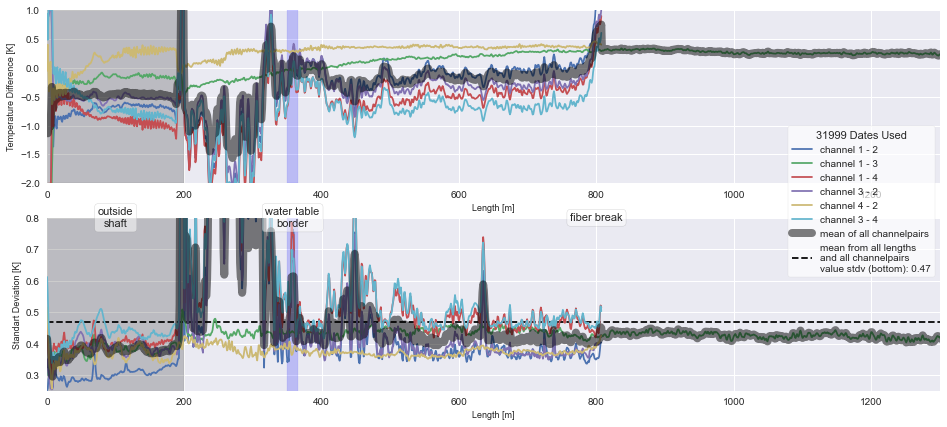 1.0
0.5
0.0
−0.5
−1.0
−1.5
−2.0
Temperature Difference [K]
0
200
400
600
800
1000
1200
Length [m]
31999 Dates Used
channel 1 - 2
channel 1 - 3
channel 1 - 4
channel 3 - 2
channel 4 - 2
channel 3 - 4
mean of all channelpairs
mean from all lengths
and all channelpairs
value stdv (bottom): 0.47
outside
shaft
water table
border
fiber break
0.8
0.7
0.6
0.5
0.4
0.3
Standart Deviation [K]
0
200
400
600
800
1000
1200
Length [m]